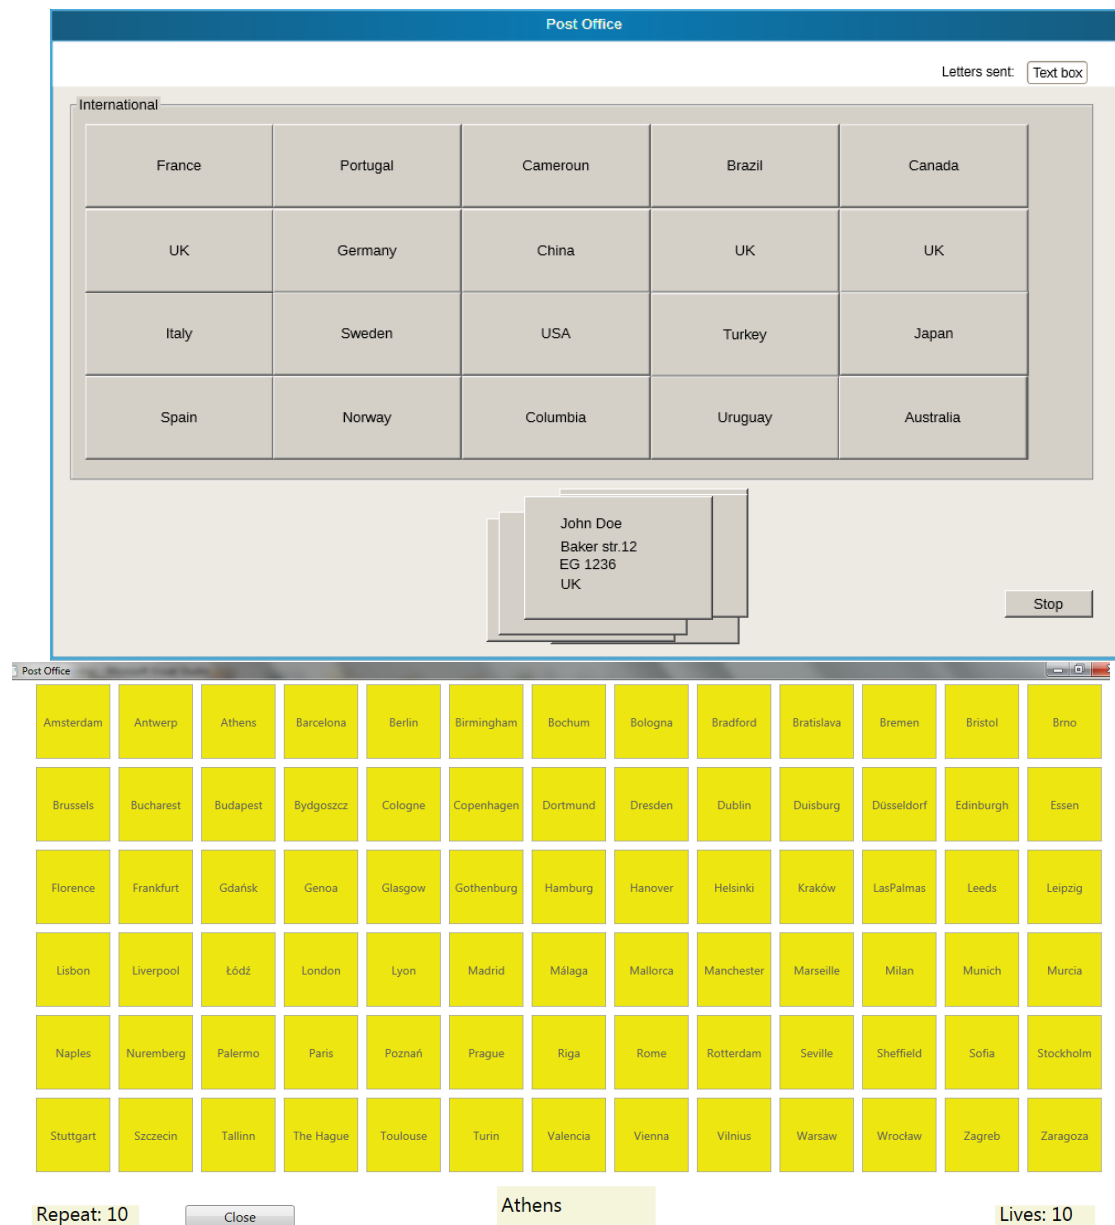 Post Office
Letters sent: Text box
International
France Portugal Cameroun Brazil Canada
UK Germany China UK UK
Italy Sweden USA Turkey Japan
Spain Norway Columbia Uruguay Australia
John Doe
Baker str.12
EG 1236
UK
Stop
Post Office
Amsterdam Antwerp Athens Barcelona Berlin Birmingham Bochum Bologna Bradford Bratislava Bremen Bristol Brno
Brussels Bucharest Budapest Bydgoszcz Cologne Copenhagen Dortmund Dresden Dublin Duisburg Düsseldorf Edinburgh Essen
Florence Frankfurt Gdańsk Genoa Glasgow Gothenburg Hamburg Hanover Helsinki Kraków LasPalmas Leeds Leipzig
Lisbon Liverpool Łódź London Lyon Madrid Málaga Mallorca Manchester Marseille Milan Munich Murcia
Naples Nuremberg Palermo Paris Poznań Prague Riga Rome Rotterdam Seville Sheffield Sofia Stockholm
Stuttgart Szczecin Tallinn The Hague Toulouse Turin Valencia Vienna Vilnius Warsaw Wrocław Zagreb Zaragoza
Repeat: 10 Close Athens Lives: 10